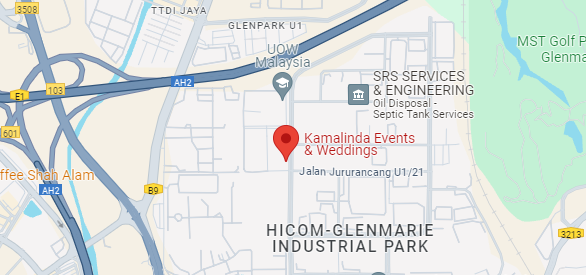 3508
TTDI JAYA
GLENPARK U1
UOW
Malaysia
MST Golf P
Glenma
AH2
E1
103
SRS SERVICES
& ENGINEERING
Oil Disposal -
Septic Tank Services
601
Kamalinda Events
& Weddings
ffee Shah Alam
Jalan Jururancang U1/21
AH2
B9
HICOM-GLENMARIE
INDUSTRIAL PARK
3213